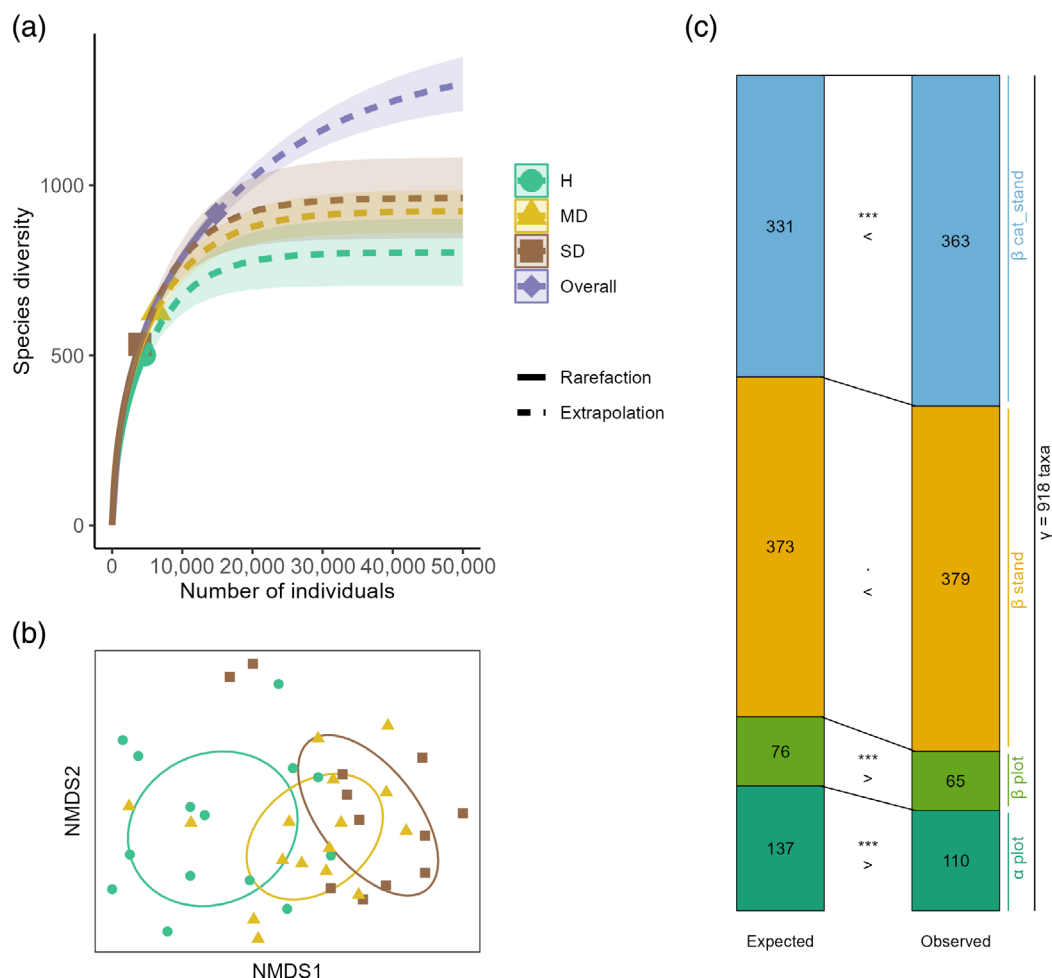 (a)
Species diversity
1000
500
0
0 10,000 20,000 30,000 40,000 50,000
Number of individuals
H
MD
SD
Overall
Rarefaction
Extrapolation
(b)
NMDS2
NMDS1
(c)
331
***
<
363
β cat_stand
373
.
<
379
β stand
76
***
>
65
β plot
137
***
>
110
α plot
γ = 918 taxa
Expected
Observed